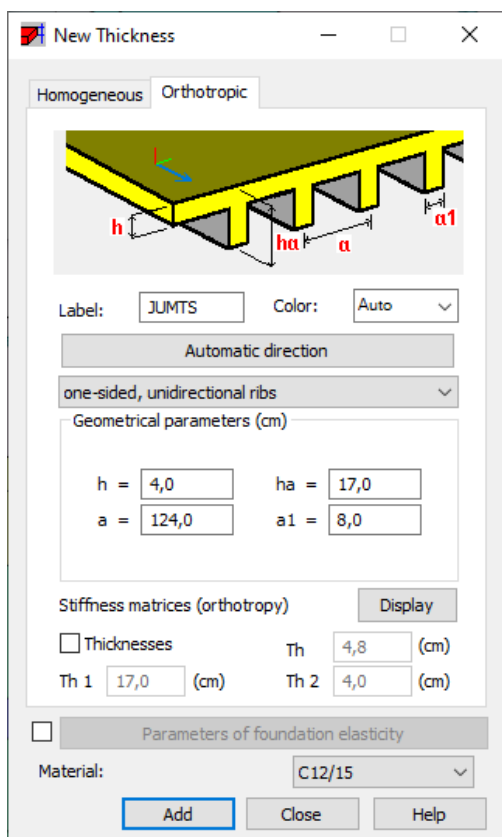 New Thickness
Homogeneous Orthotropic
h ha a a1
Label: JUMTS Color: Auto
Automatic direction
one-sided, unidirectional ribs
Geometrical parameters (cm)
h = 4,0 ha = 17,0
a = 124,0 a1 = 8,0
Stiffness matrices (orthotropy) Display
Thicknesses Th 4,8 (cm)
Th 1 17,0 (cm) Th 2 4,0 (cm)
Parameters of foundation elasticity
Material: C12/15
Add Close Help